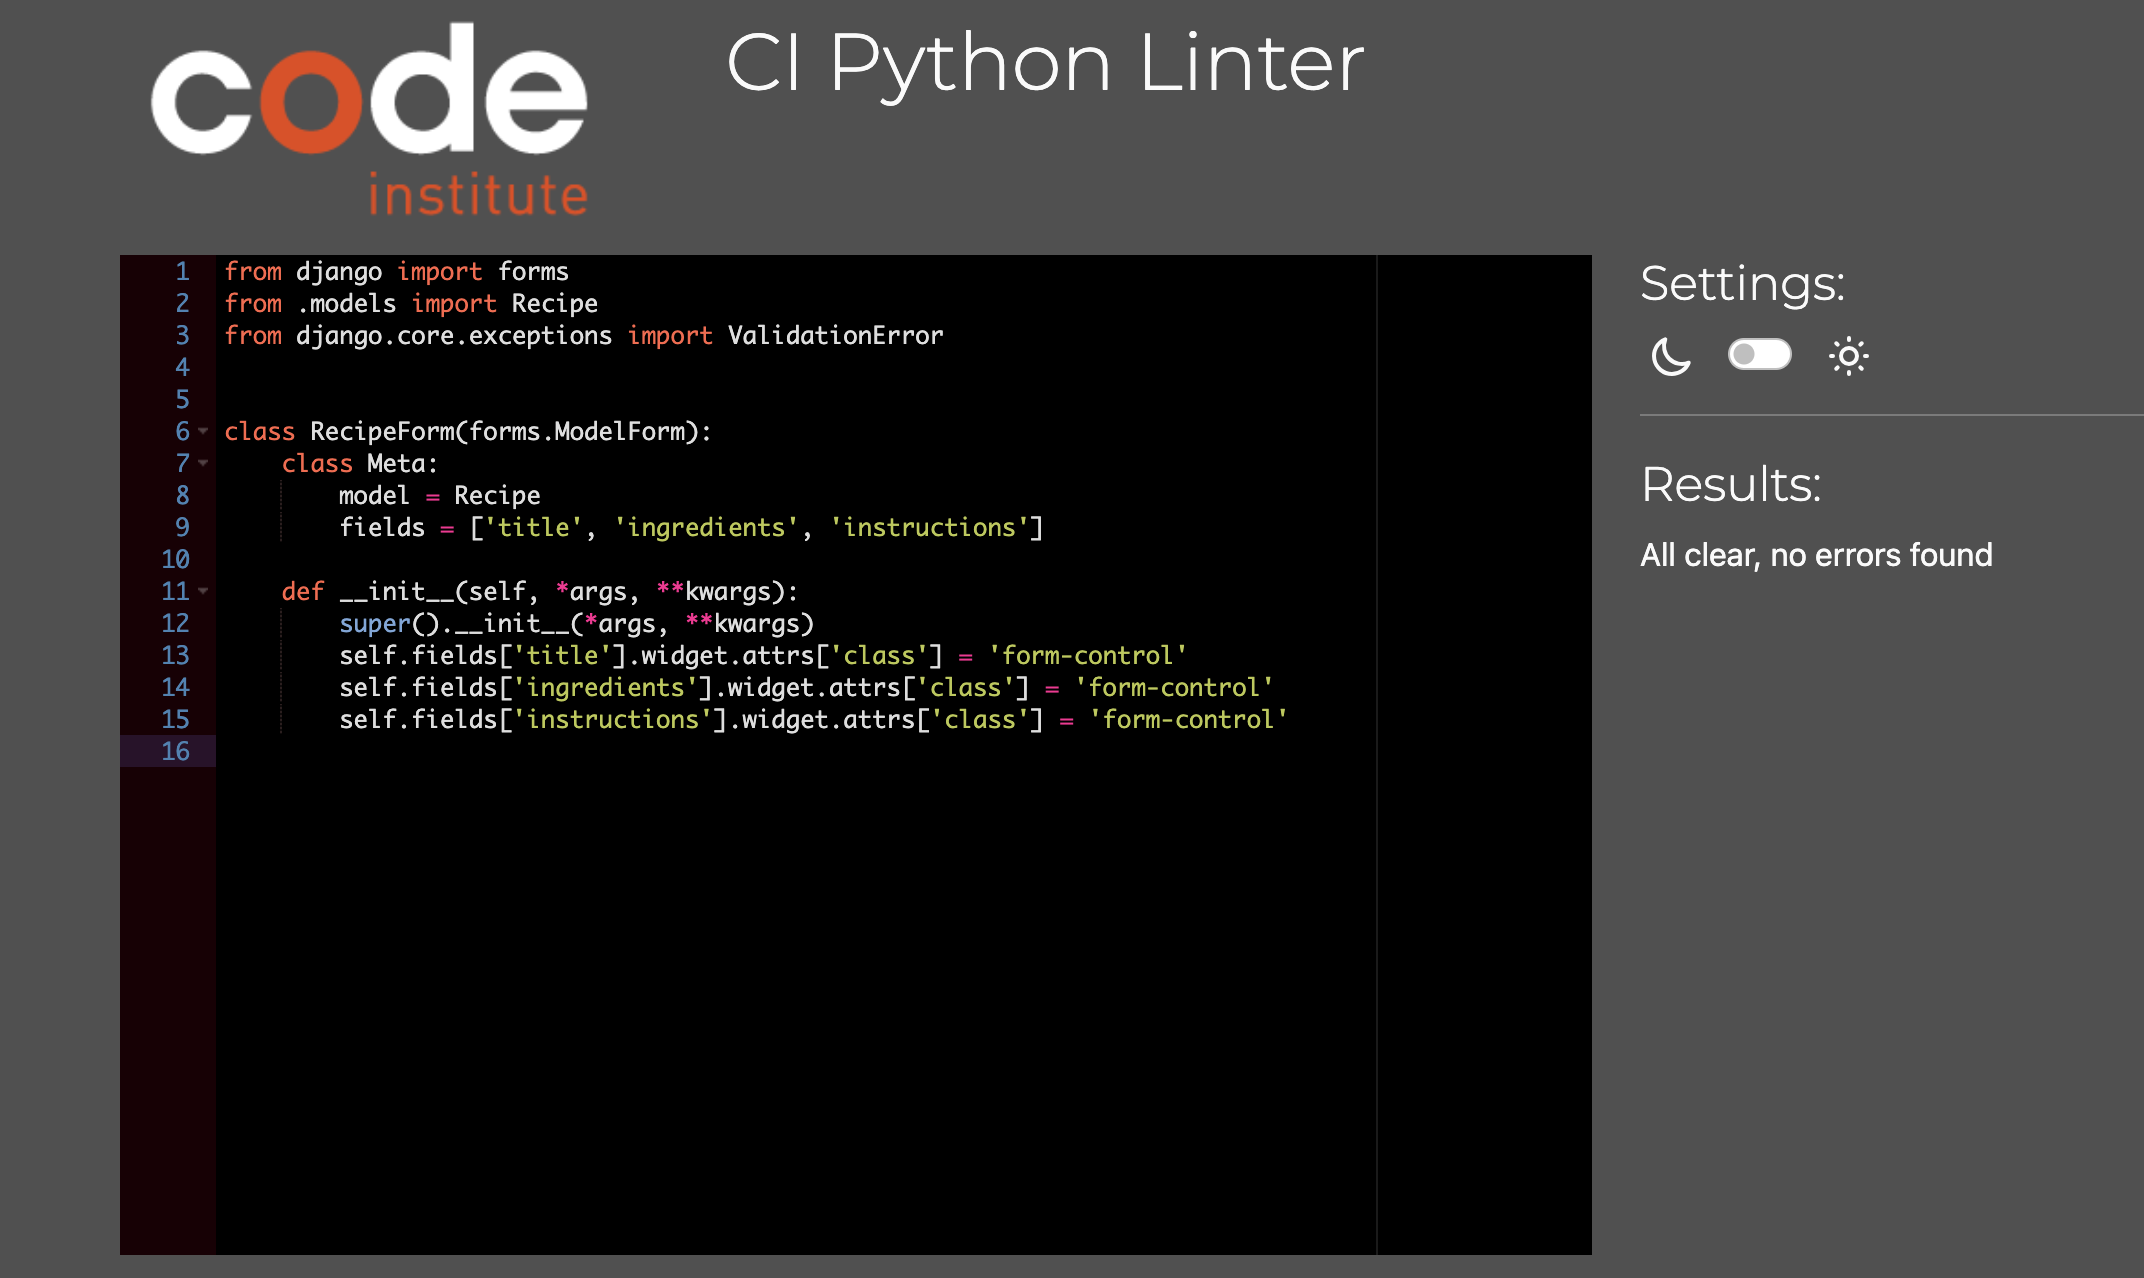 code
institute
CI Python Linter
1 from django import forms
2 from .models import Recipe
3 from django.core.exceptions import ValidationError
4
5
6 class RecipeForm(forms.ModelForm):
7     class Meta:
8         model = Recipe
9         fields = ['title', 'ingredients', 'instructions']
10
11     def __init__(self, *args, **kwargs):
12         super().__init__(*args, **kwargs)
13         self.fields['title'].widget.attrs['class'] = 'form-control'
14         self.fields['ingredients'].widget.attrs['class'] = 'form-control'
15         self.fields['instructions'].widget.attrs['class'] = 'form-control'
16
Settings:
Results:
All clear, no errors found